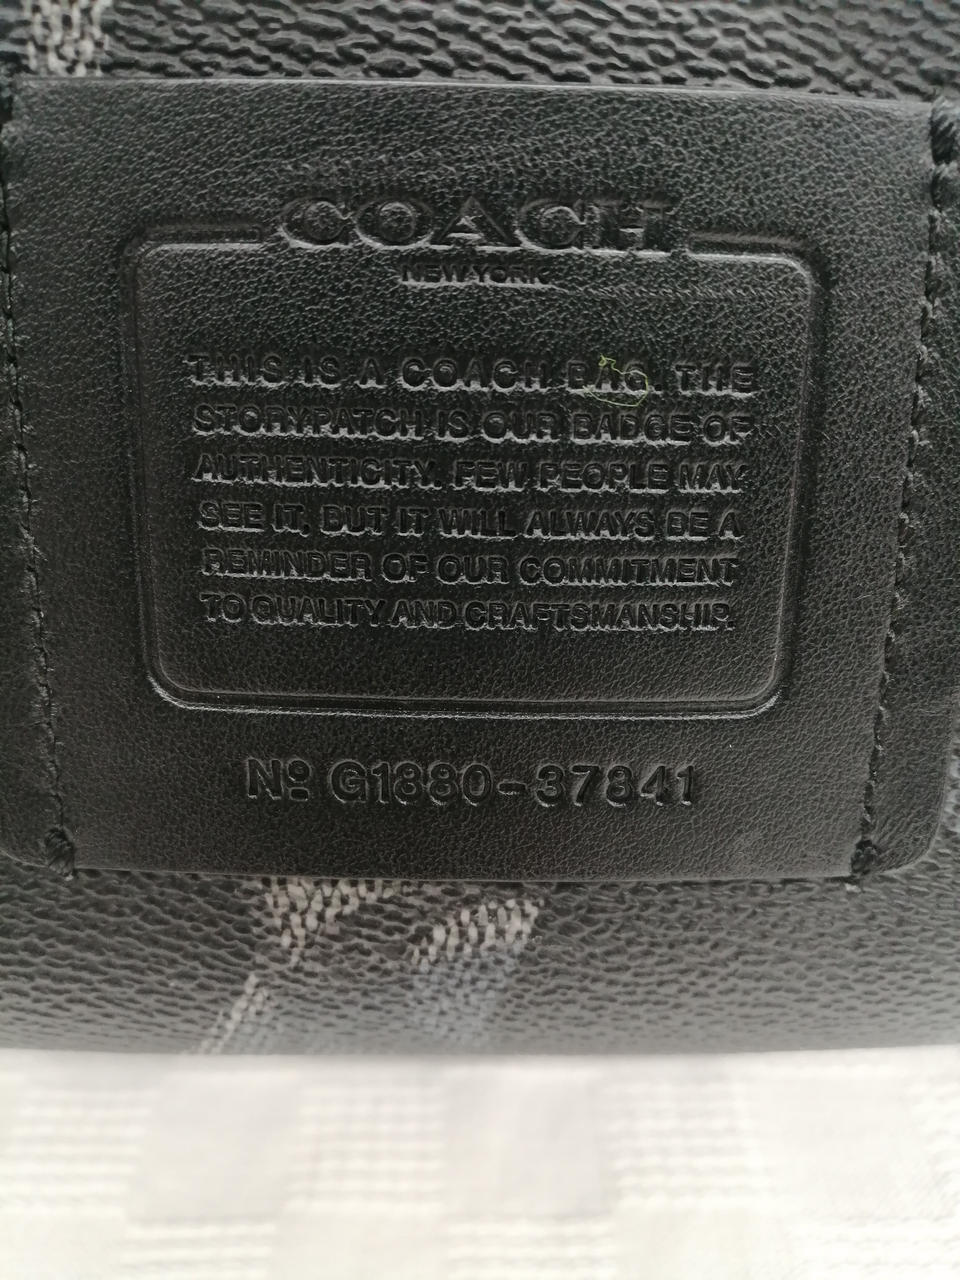 COACH
NEW YORK
THIS IS A COACH BAG. THE
STORYPATCH IS OUR BADGE OF
AUTHENTICITY. FEW PEOPLE MAY
SEE IT, BUT IT WILL ALWAYS BE A
REMINDER OF OUR COMMITMENT
TO QUALITY AND CRAFTSMANSHIP.
Nº G1880-37841